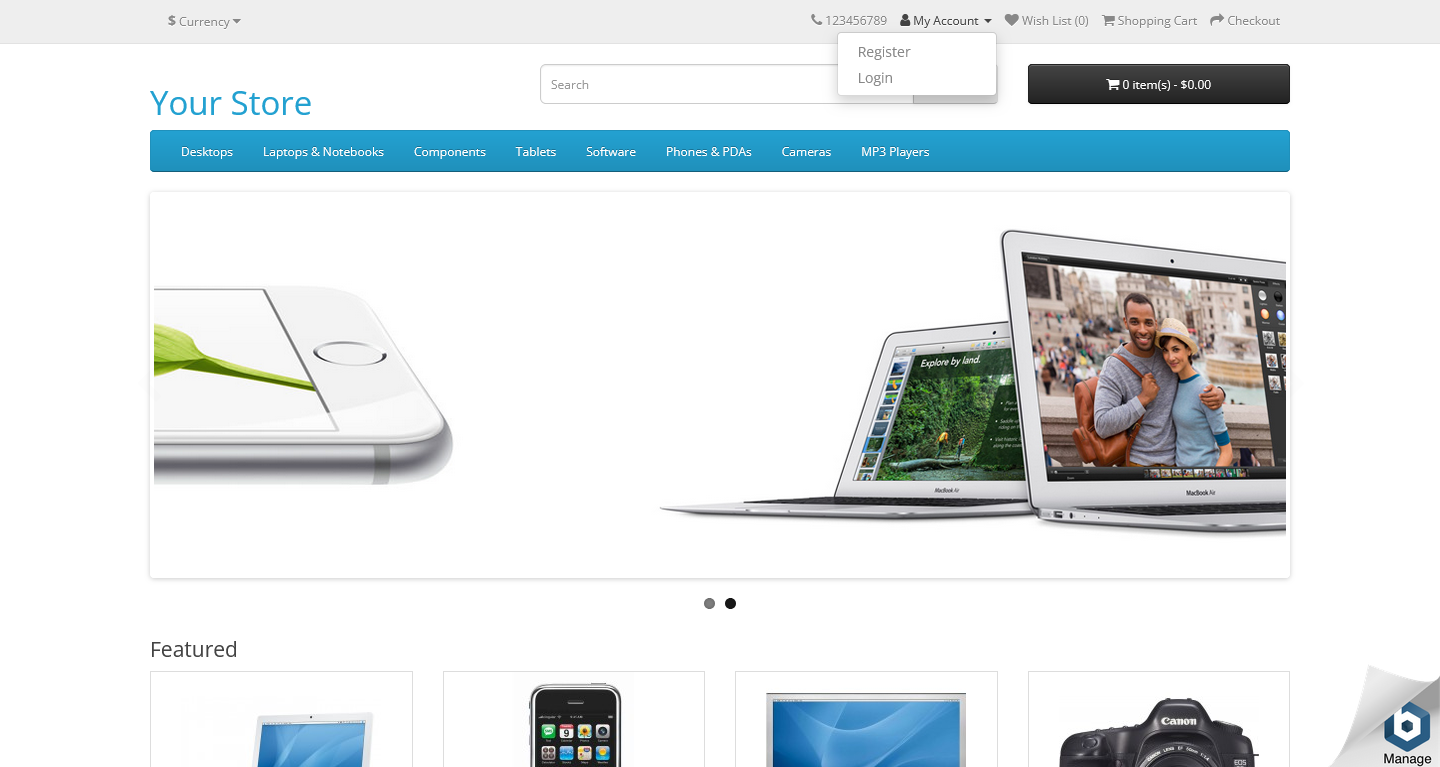 $ Currency
123456789 My Account Wish List (0) Shopping Cart Checkout
Register
Login
Your Store
Search
0 item(s) - $0.00
Desktops Laptops & Notebooks Components Tablets Software Phones & PDAs Cameras MP3 Players
Explore by land.
MacBook Air
MacBook Air
Featured
Canon
EOS
Manage